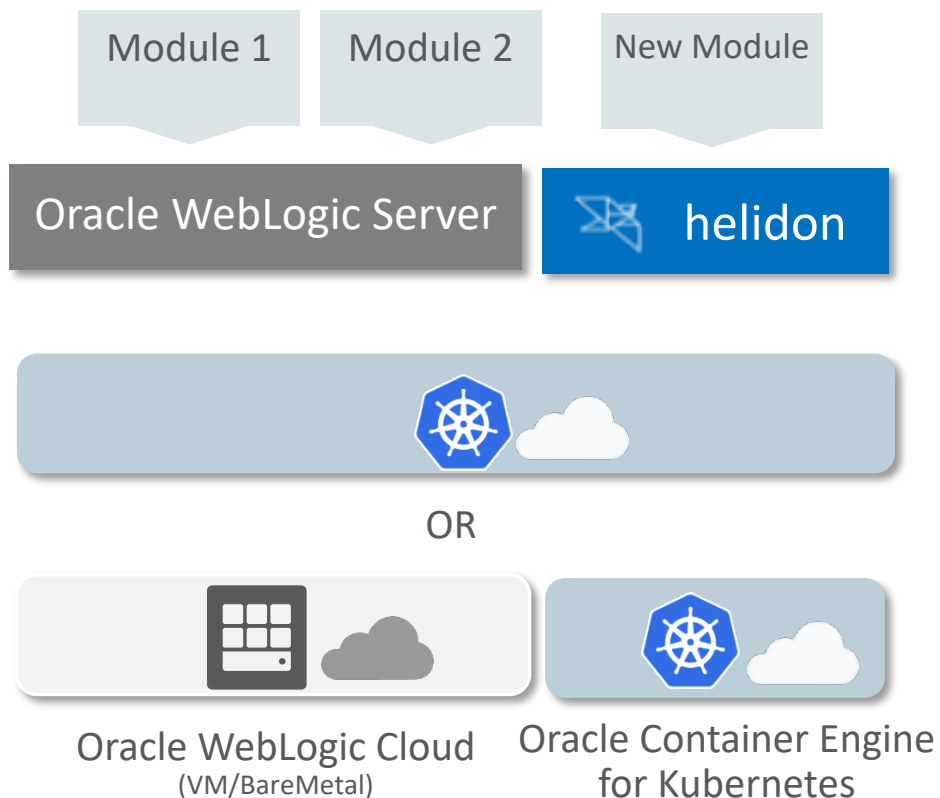 Module 1
Module 2
New Module
Oracle WebLogic Server
helidon
OR
Oracle WebLogic Cloud
(VM/BareMetal)
Oracle Container Engine
for Kubernetes